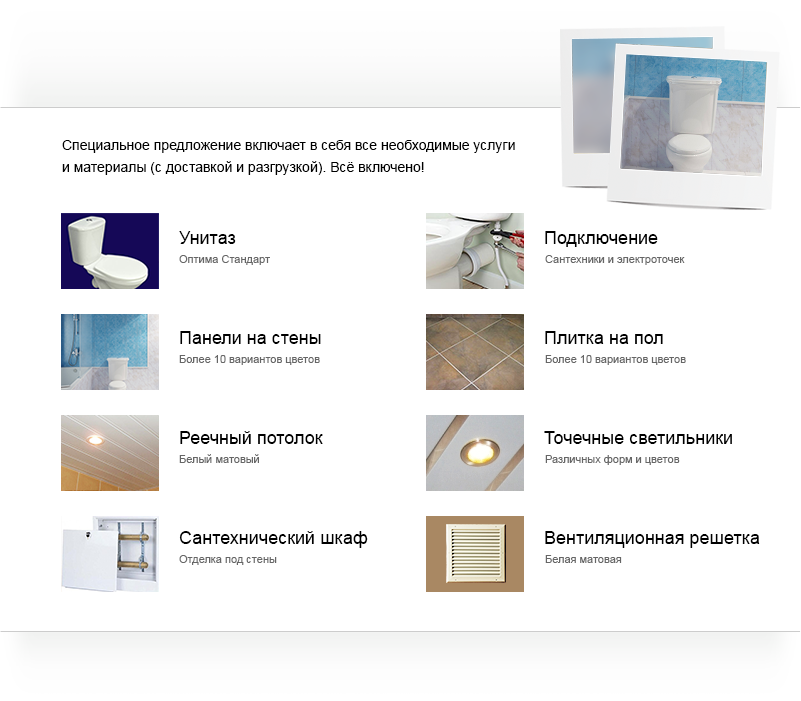 Специальное предложение включает в себя все необходимые услуги
и материалы (с доставкой и разгрузкой). Всё включено!
Унитаз
Оптима Стандарт
Подключение
Сантехники и электроточек
Панели на стены
Более 10 вариантов цветов
Плитка на пол
Более 10 вариантов цветов
Реечный потолок
Белый матовый
Точечные светильники
Различных форм и цветов
Сантехнический шкаф
Отделка под стены
Вентиляционная решетка
Белая матовая